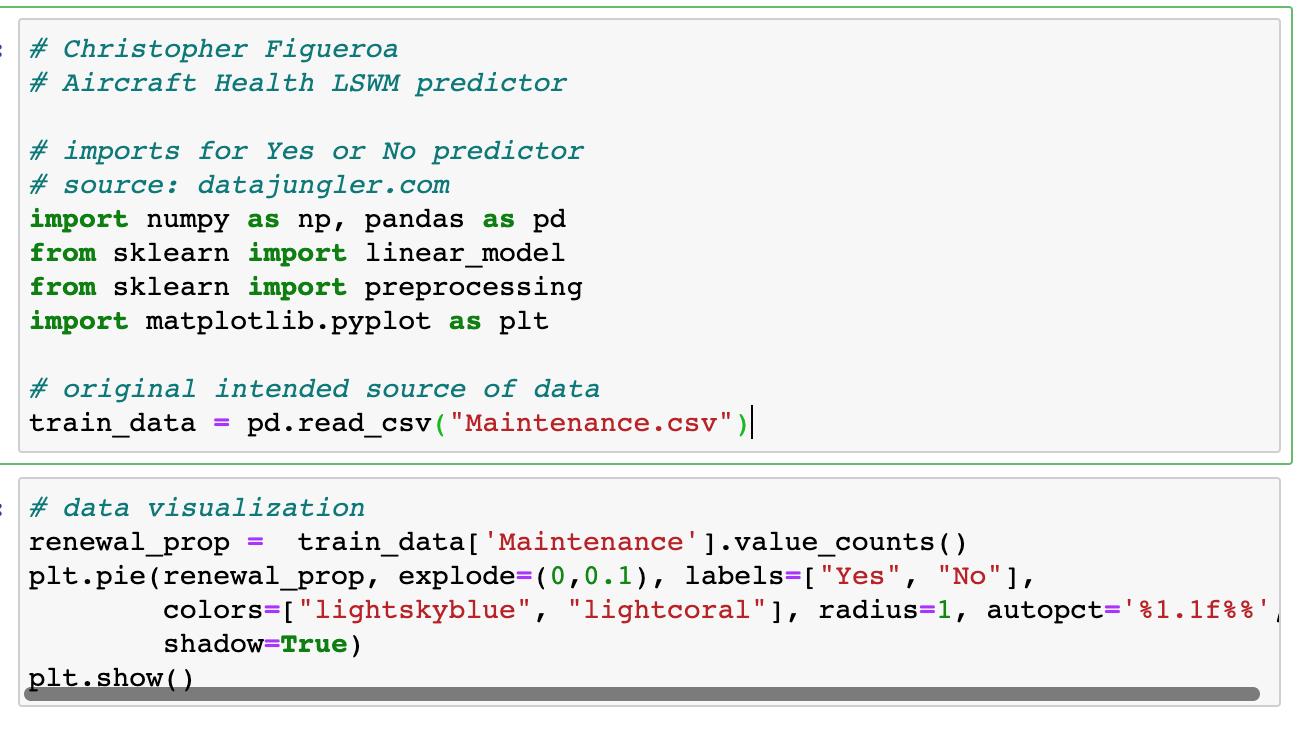 # Christopher Figueroa
# Aircraft Health LSWM predictor
# imports for Yes or No predictor
# source: datajungler.com
import numpy as np, pandas as pd
from sklearn import linear_model
from sklearn import preprocessing
import matplotlib.pyplot as plt
# original intended source of data
train_data = pd.read_csv("Maintenance.csv")
# data visualization
renewal_prop =  train_data['Maintenance'].value_counts()
plt.pie(renewal_prop, explode=(0,0.1), labels=["Yes", "No"],
        colors=["lightskyblue", "lightcoral"], radius=1, autopct='%1.1f%%',
        shadow=True)
plt.show()